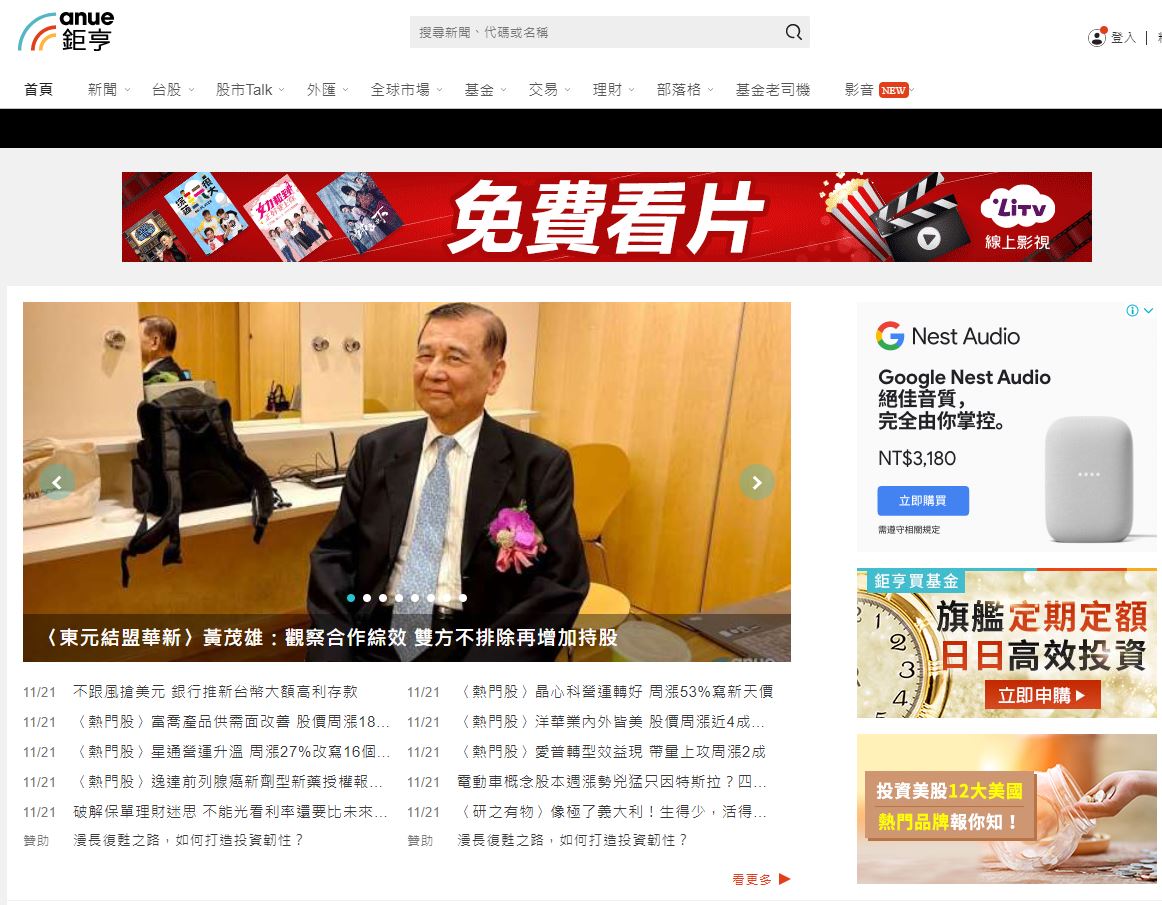 anue
鉅亨
搜尋新聞、代碼或名稱
登入
首頁 新聞 台股 股市Talk 外匯 全球市場 基金 交易 理財 部落格 基金老司機 影音 NEW
免費看片
LiTV
線上影視
〈東元結盟華新〉黃茂雄：觀察合作綜效 雙方不排除再增加持股
11/21 不跟風搶美元 銀行推新台幣大額高利存款
11/21 〈熱門股〉富喬產品供需面改善 股價周漲18...
11/21 〈熱門股〉星通營運升溫 周漲27%改寫16個...
11/21 〈熱門股〉逸達前列腺癌新劑型新藥授權報...
11/21 破解保單理財迷思 不能光看利率還要比未來...
贊助 漫長復甦之路，如何打造投資韌性？
11/21 〈熱門股〉晶心科營運轉好 周漲53%寫新天價
11/21 〈熱門股〉洋華業內外皆美 股價周漲近4成...
11/21 〈熱門股〉愛普轉型效益現 帶量上攻周漲2成
11/21 電動車概念股本週漲勢兇猛只因特斯拉？四...
11/21 〈研之有物〉像極了義大利！生得少，活得...
贊助 漫長復甦之路，如何打造投資韌性？
看更多
Nest Audio
Google Nest Audio
絕佳音質，
完全由你掌控。
NT$3,180
立即購買
需遵守相關規定
鉅亨買基金
旗艦定期定額
日日高效投資
立即申購
投資美股12大美國
熱門品牌報你知！